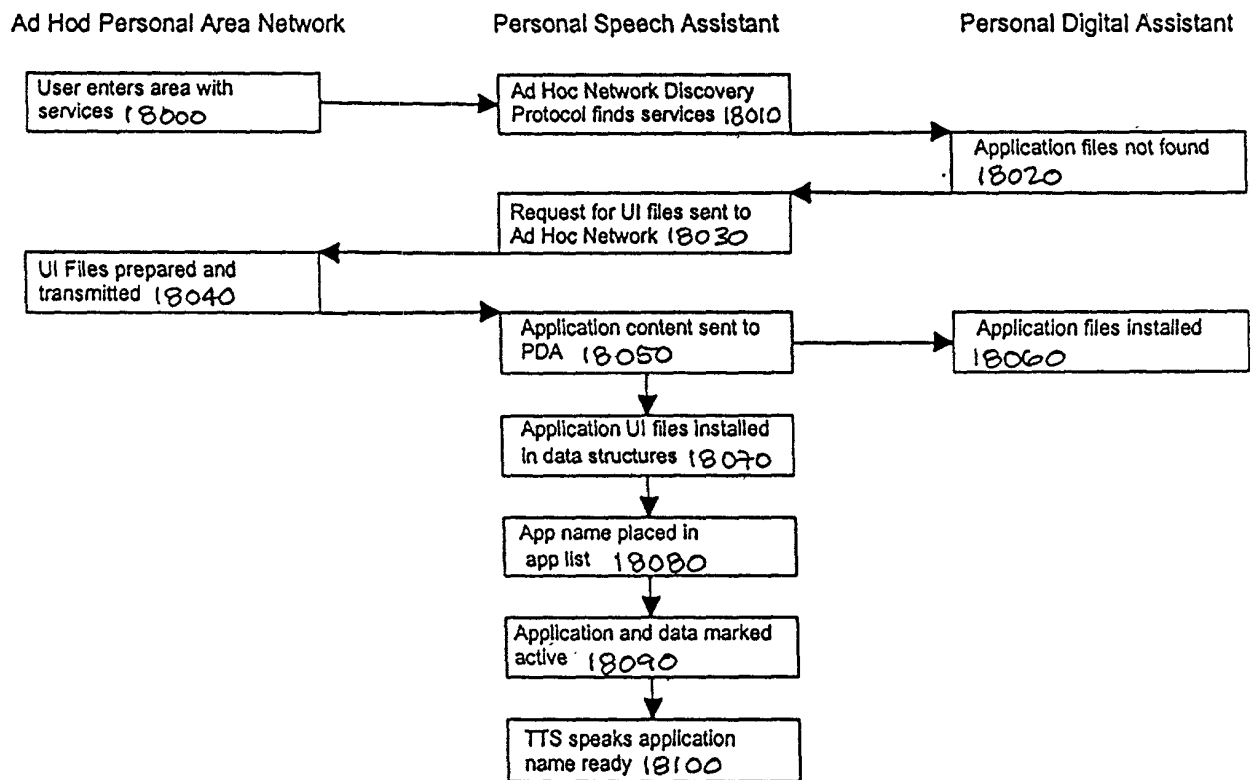 Ad Hod Personal Area Network
Personal Speech Assistant
Personal Digital Assistant
User enters area with
services 18000
Ad Hoc Network Discovery
Protocol finds services 18010
Application files not found
18020
Request for UI files sent to
Ad Hoc Network 18030
UI Files prepared and
transmitted 18040
Application content sent to
PDA 18050
Application files installed
18060
Application UI files installed
in data structures 18070
App name placed in
app list 18080
Application and data marked
active 18090
TTS speaks application
name ready 18100